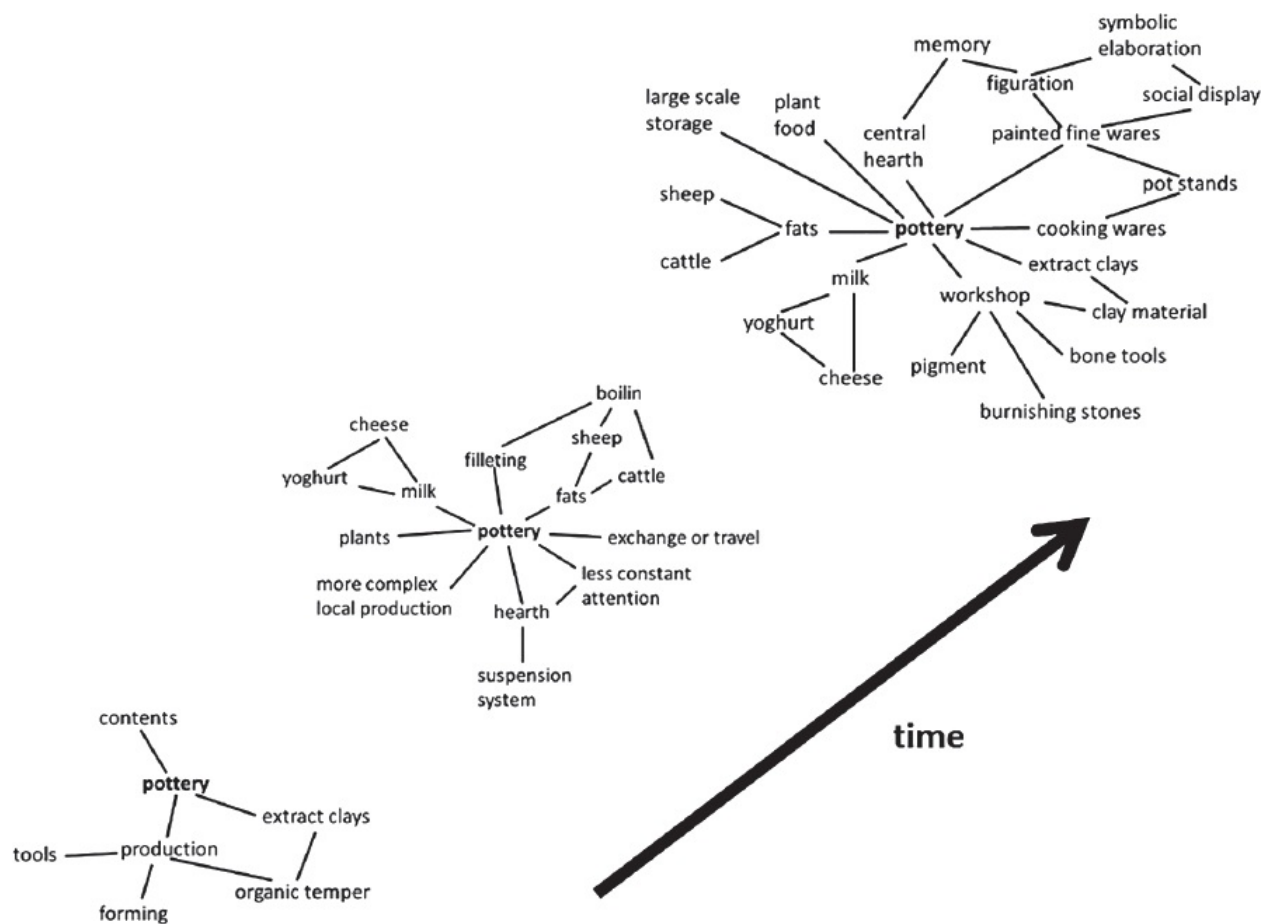 symbolic
elaboration
memory
figuration
social display
large scale
storage
plant
food
central
hearth
painted fine wares
sheep
pot stands
fats
pottery
cooking wares
cattle
extract clays
milk
workshop
clay material
yoghurt
bone tools
cheese
pigment
burnishing stones
boilin
cheese
sheep
filleting
yoghurt
milk
fats
cattle
plants
pottery
exchange or travel
more complex
local production
less constant
attention
hearth
suspension
system
contents
time
pottery
extract clays
tools
production
organic temper
forming